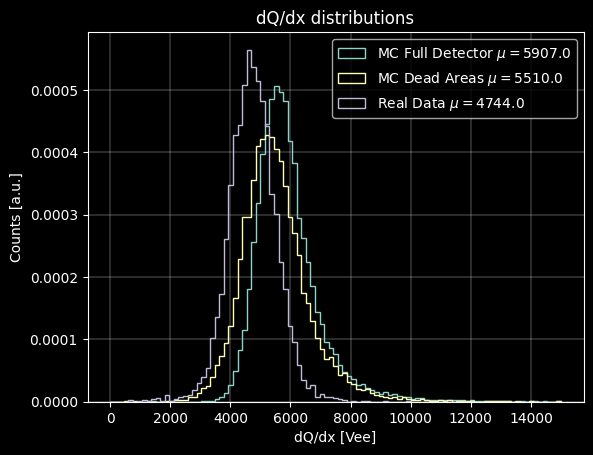 dQ/dx distributions
MC Full Detector μ = 5907.0
MC Dead Areas μ = 5510.0
Real Data μ = 4744.0
Counts [a.u.]
0.0005
0.0004
0.0003
0.0002
0.0001
0.0000
0 2000 4000 6000 8000 10000 12000 14000
dQ/dx [Vee]